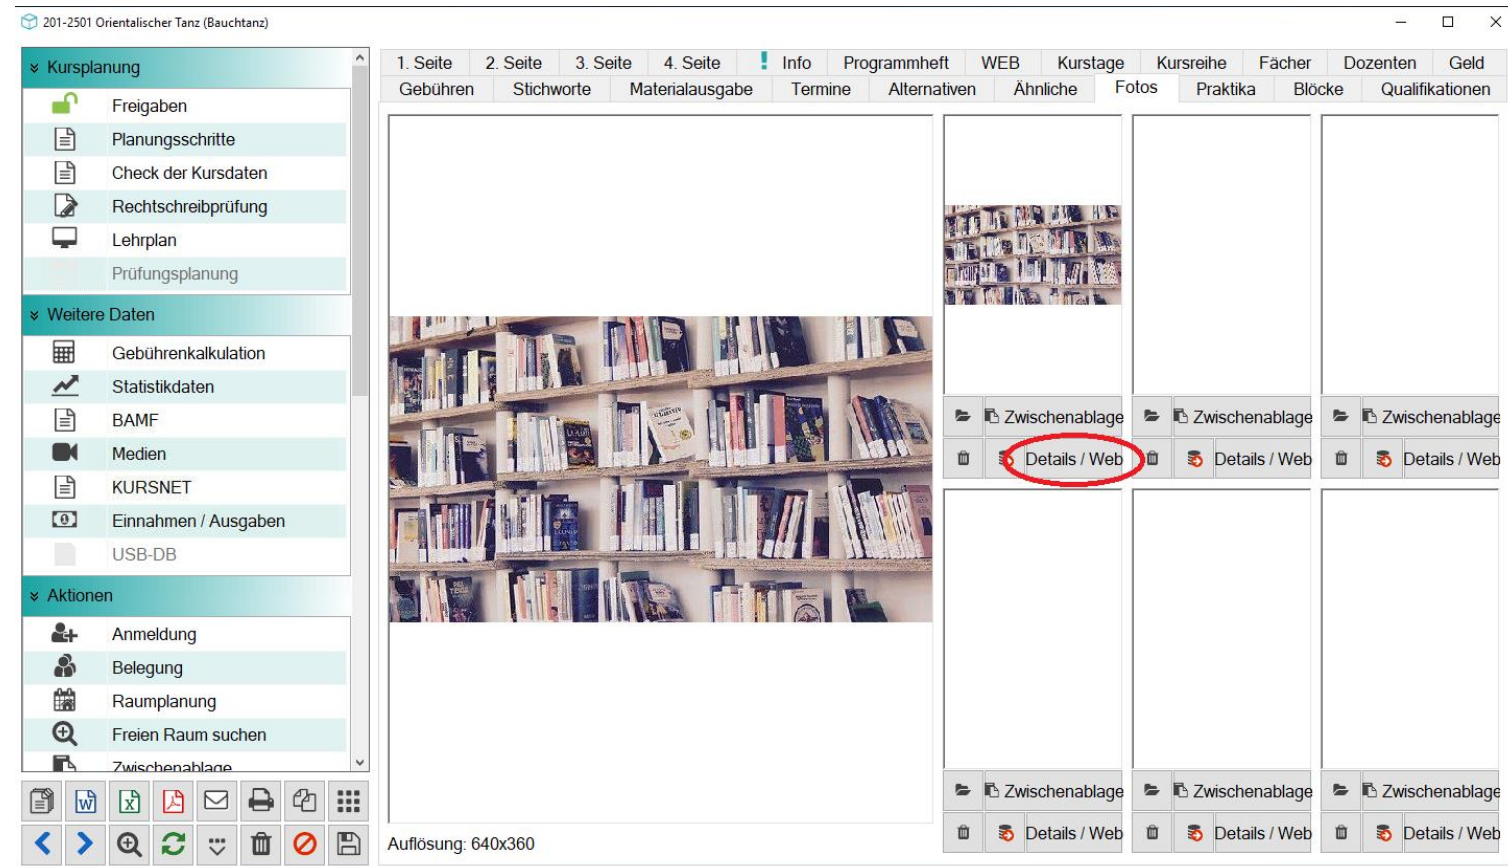 201-2501 Orientalischer Tanz (Bauchtanz)
Kursplanung
Freigaben
Planungsschritte
Check der Kursdaten
Rechtschreibprüfung
Lehrplan
Prüfungsplanung
Weitere Daten
Gebührenkalkulation
Statistikdaten
BAMF
Medien
KURSNET
Einnahmen / Ausgaben
USB-DB
Aktionen
Anmeldung
Belegung
Raumplanung
Freien Raum suchen
Zwischenablage
1. Seite 2. Seite 3. Seite 4. Seite ! Info Programmheft WEB Kurstage Kursreihe Fächer Dozenten Geld
Gebühren Stichworte Materialausgabe Termine Alternativen Ähnliche Fotos Praktika Blöcke Qualifikationen
Zwischenablage Zwischenablage Zwischenablage
Details / Web Details / Web Details / Web
Zwischenablage Zwischenablage Zwischenablage
Details / Web Details / Web Details / Web
Auflösung: 640x360